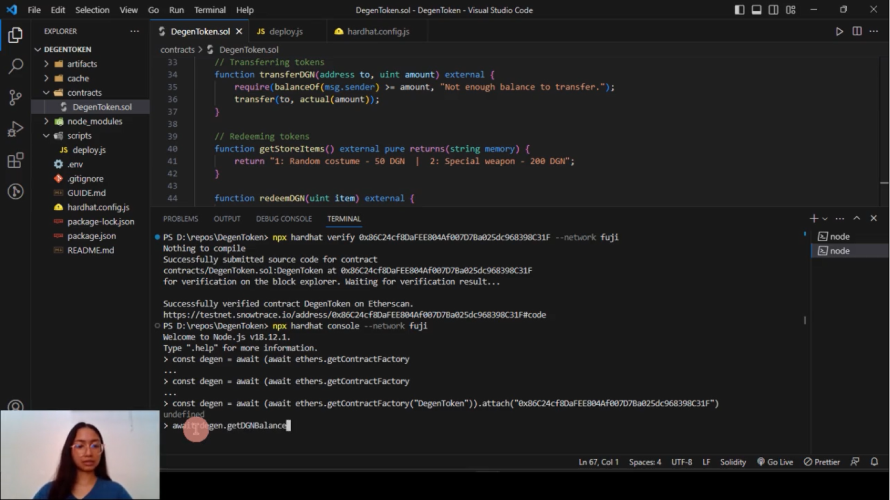 File Edit Selection View Go Run Terminal Help
DegenToken.sol - DegenToken - Visual Studio Code
EXPLORER
DEGENTOKEN
artifacts
cache
contracts
DegenToken.sol
node_modules
scripts
deploy.js
.env
.gitignore
GUIDE.md
hardhat.config.js
package-lock.json
package.json
README.md
DegenToken.sol
deploy.js
hardhat.config.js
contracts > DegenToken.sol
33 // Transferring tokens
34 function transferDGN(address to, uint amount) external {
35 require(balanceOf(msg.sender) >= amount, "Not enough balance to transfer.");
36 transfer(to, actual(amount));
37 }
38
39 // Redeeming tokens
40 function getStoreItems() external pure returns(string memory) {
41 return "1: Random costume - 50 DGN | 2: Special weapon - 200 DGN";
42 }
43
44 function redeemDGN(uint item) external {
PROBLEMS OUTPUT DEBUG CONSOLE TERMINAL
PS D:\repos\DegenToken> npx hardhat verify 0x86C24cf8DaFEE804Af007D7Ba025dc968398C31F --network fuji
Nothing to compile
Successfully submitted source code for contract
contracts/DegenToken.sol:DegenToken at 0x86C24cf8DaFEE804Af007D7Ba025dc968398C31F
for verification on the block explorer. Waiting for verification result...
Successfully verified contract DegenToken on Etherscan.
https://testnet.snowtrace.io/address/0x86C24cf8DaFEE804Af007D7Ba025dc968398C31F#code
PS D:\repos\DegenToken> npx hardhat console --network fuji
Welcome to Node.js v18.12.1.
Type ".help" for more information.
> const degen = await (await ethers.getContractFactory
...
> const degen = await (await ethers.getContractFactory
...
> const degen = await (await ethers.getContractFactory("DegenToken")).attach("0x86C24cf8DaFEE804Af007D7Ba025dc968398C31F")
undefined
> await degen.getDGNBalance
node
node
Ln 67, Col 1 Spaces: 4 UTF-8 LF Solidity Go Live Prettier